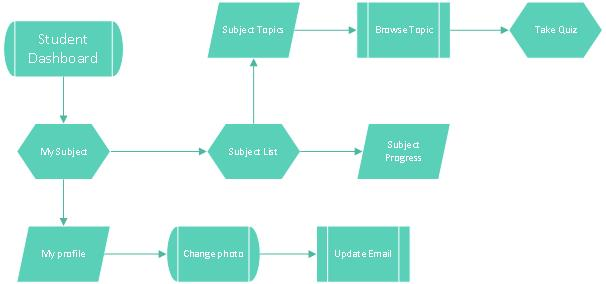 Student
Dashboard
Subject Topics
Browse Topic
Take Quiz
My Subject
Subject List
Subject
Progress
My profile
Change photo
Update Email